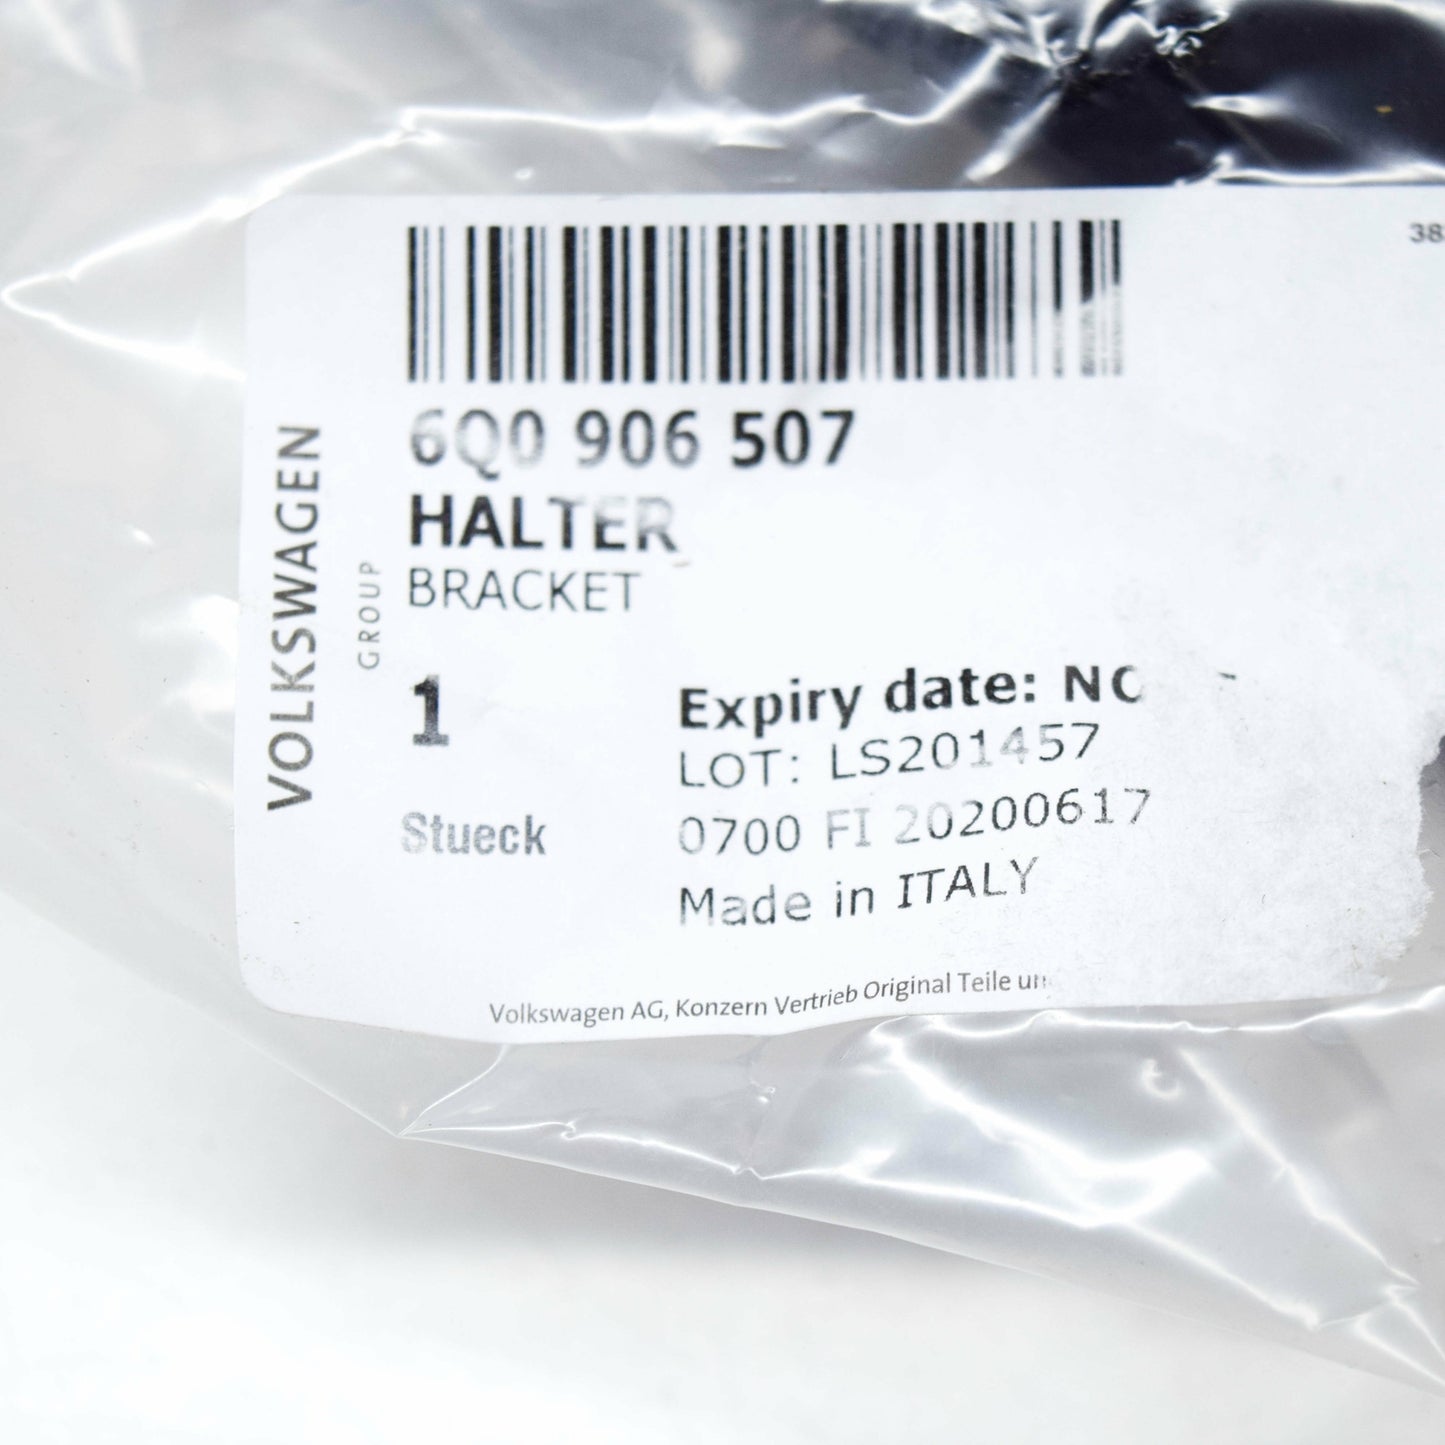 6Q0 906 507
HALTER
BRACKET
VOLKSWAGEN
GROUP
1
Stueck
Expiry date:
LOT: LS201457
0700 FI 20200617
Made in ITALY
Volkswagen AG, Konzern Vertrieb Original Teile